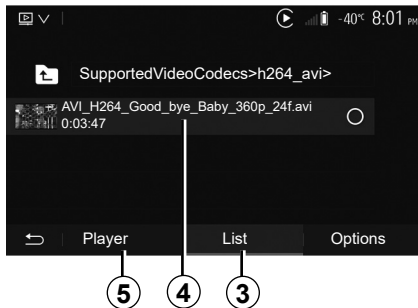 -40°C 8:01 PM
SupportedVideoCodecs>h264_avi>
AVI_H264_Good_bye_Baby_360p_24f.avi
0:03:47
Player List Options
5 4 3